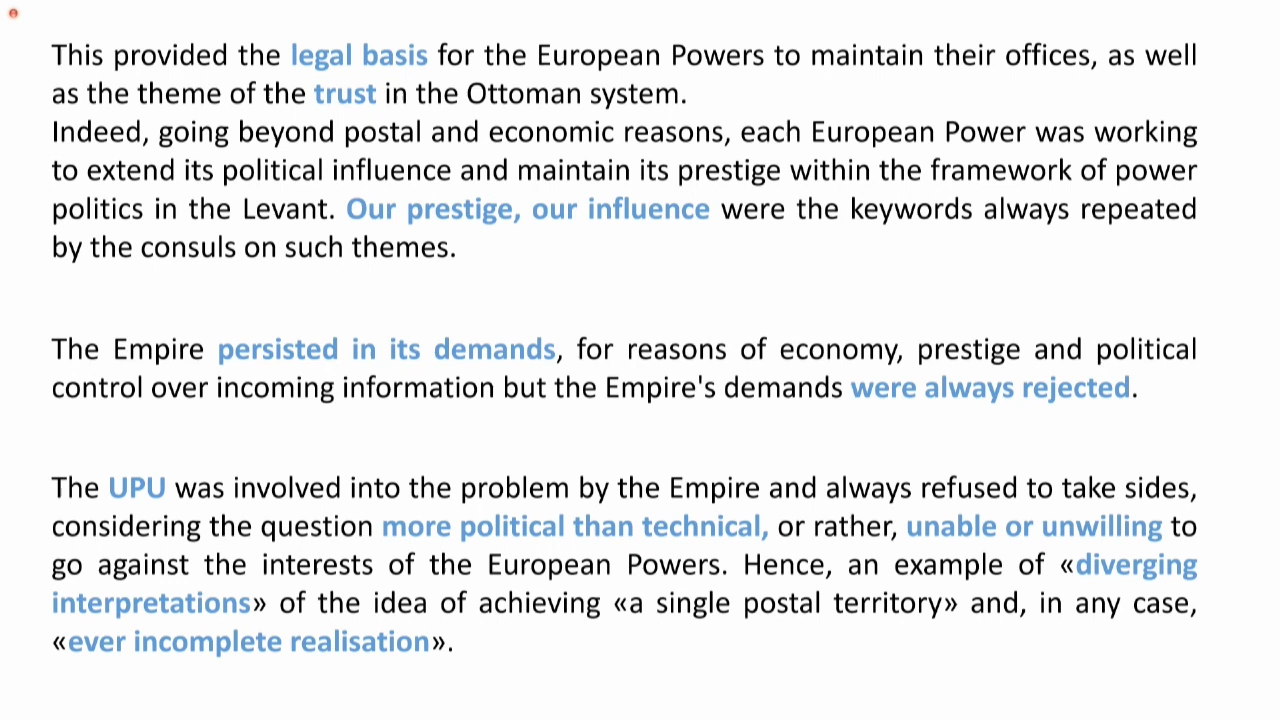 This provided the legal basis for the European Powers to maintain their offices, as well
as the theme of the trust in the Ottoman system.
Indeed, going beyond postal and economic reasons, each European Power was working
to extend its political influence and maintain its prestige within the framework of power
politics in the Levant. Our prestige, our influence were the keywords always repeated
by the consuls on such themes.
The Empire persisted in its demands, for reasons of economy, prestige and political
control over incoming information but the Empire's demands were always rejected.
The UPU was involved into the problem by the Empire and always refused to take sides,
considering the question more political than technical, or rather, unable or unwilling to
go against the interests of the European Powers. Hence, an example of «diverging
interpretations» of the idea of achieving «a single postal territory» and, in any case,
«ever incomplete realisation».